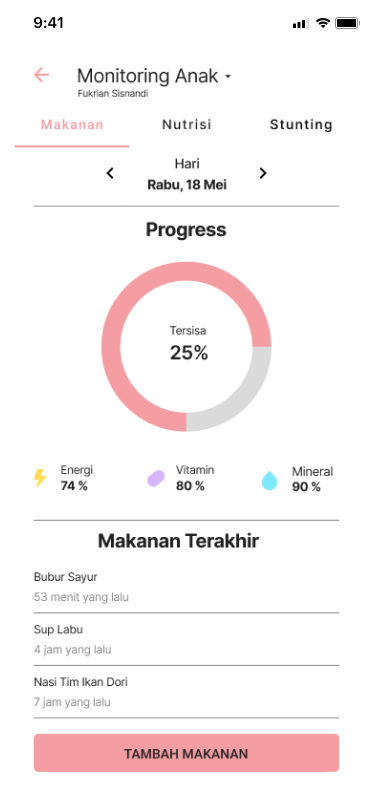 9:41
Monitoring Anak
Fukrian Sisnandi
Makanan Nutrisi Stunting
Hari
Rabu, 18 Mei
Progress
Tersisa
25%
Energi Vitamin Mineral
74 % 80 % 90 %
Makanan Terakhir
Bubur Sayur
53 menit yang lalu
Sup Labu
4 jam yang lalu
Nasi Tim Ikan Dori
7 jam yang lalu
TAMBAH MAKANAN